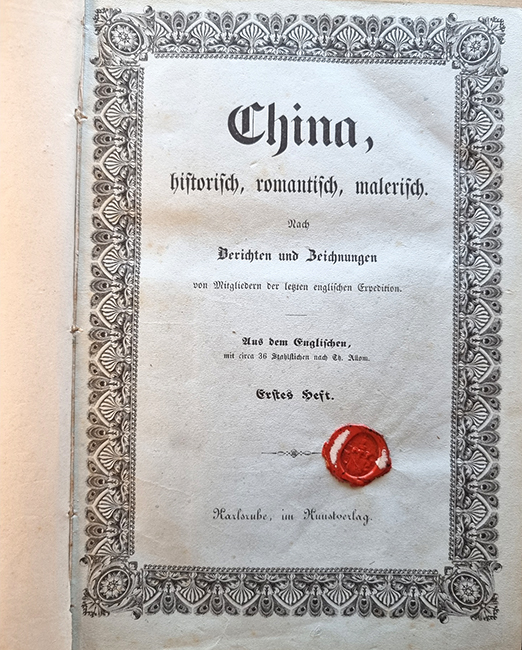 China,
historisch, romantisch, malerisch.
Nach
Berichten und Zeichnungen
von Mitgliedern der letzten englischen Expedition.
Aus dem Englischen,
mit circa 36 Stahlstichen nach Th. Allom.
Erstes Heft.
Karlsruhe, im Kunstverlag.